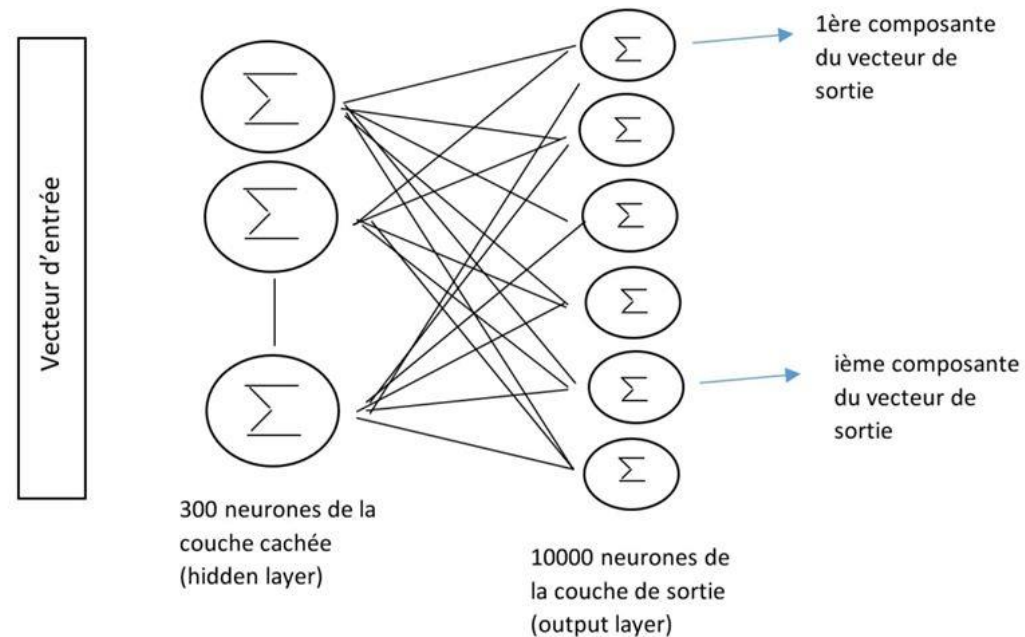 Vecteur d'entrée
Σ
Σ
Σ
300 neurones de la
couche cachée
(hidden layer)
Σ
Σ
Σ
Σ
Σ
Σ
10000 neurones de
la couche de sortie
(output layer)
1ère composante
du vecteur de
sortie
ième composante
du vecteur de
sortie